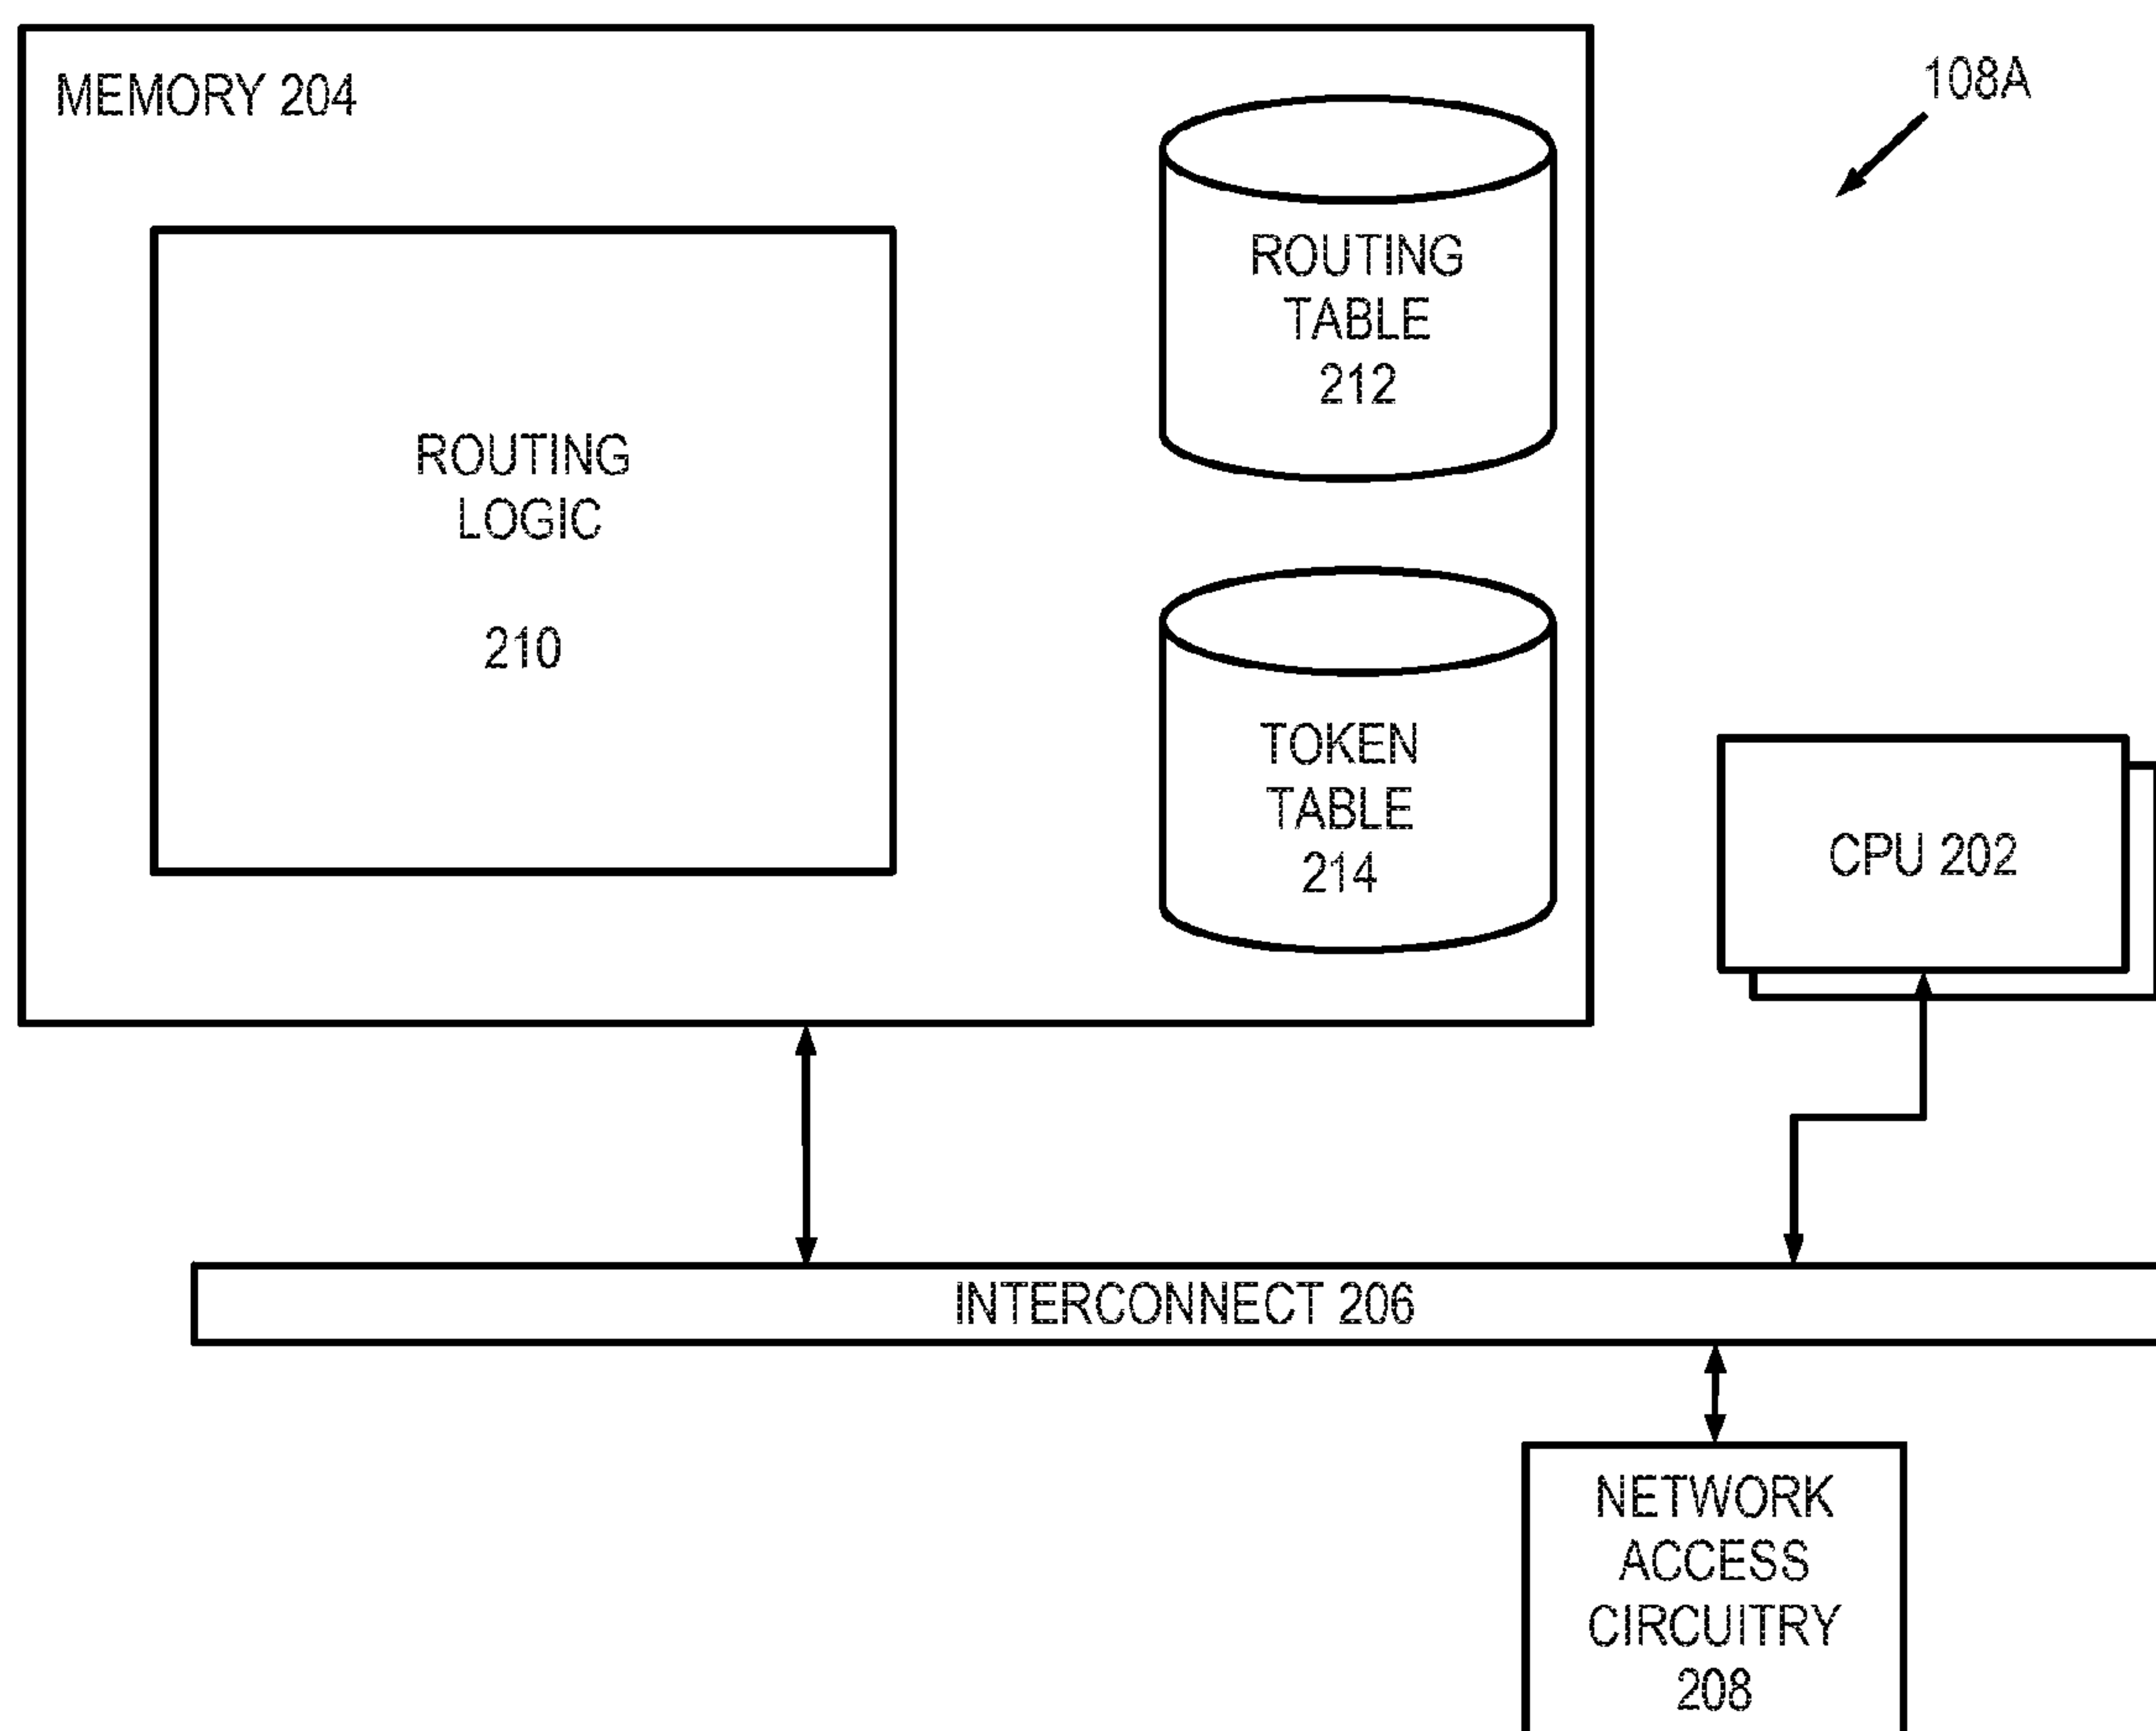 MEMORY 204
108A
ROUTING
TABLE
212
ROUTING
LOGIC
210
TOKEN
TABLE
214
CPU 202
INTERCONNECT 206
NETWORK
ACCESS
CIRCUITRY
208